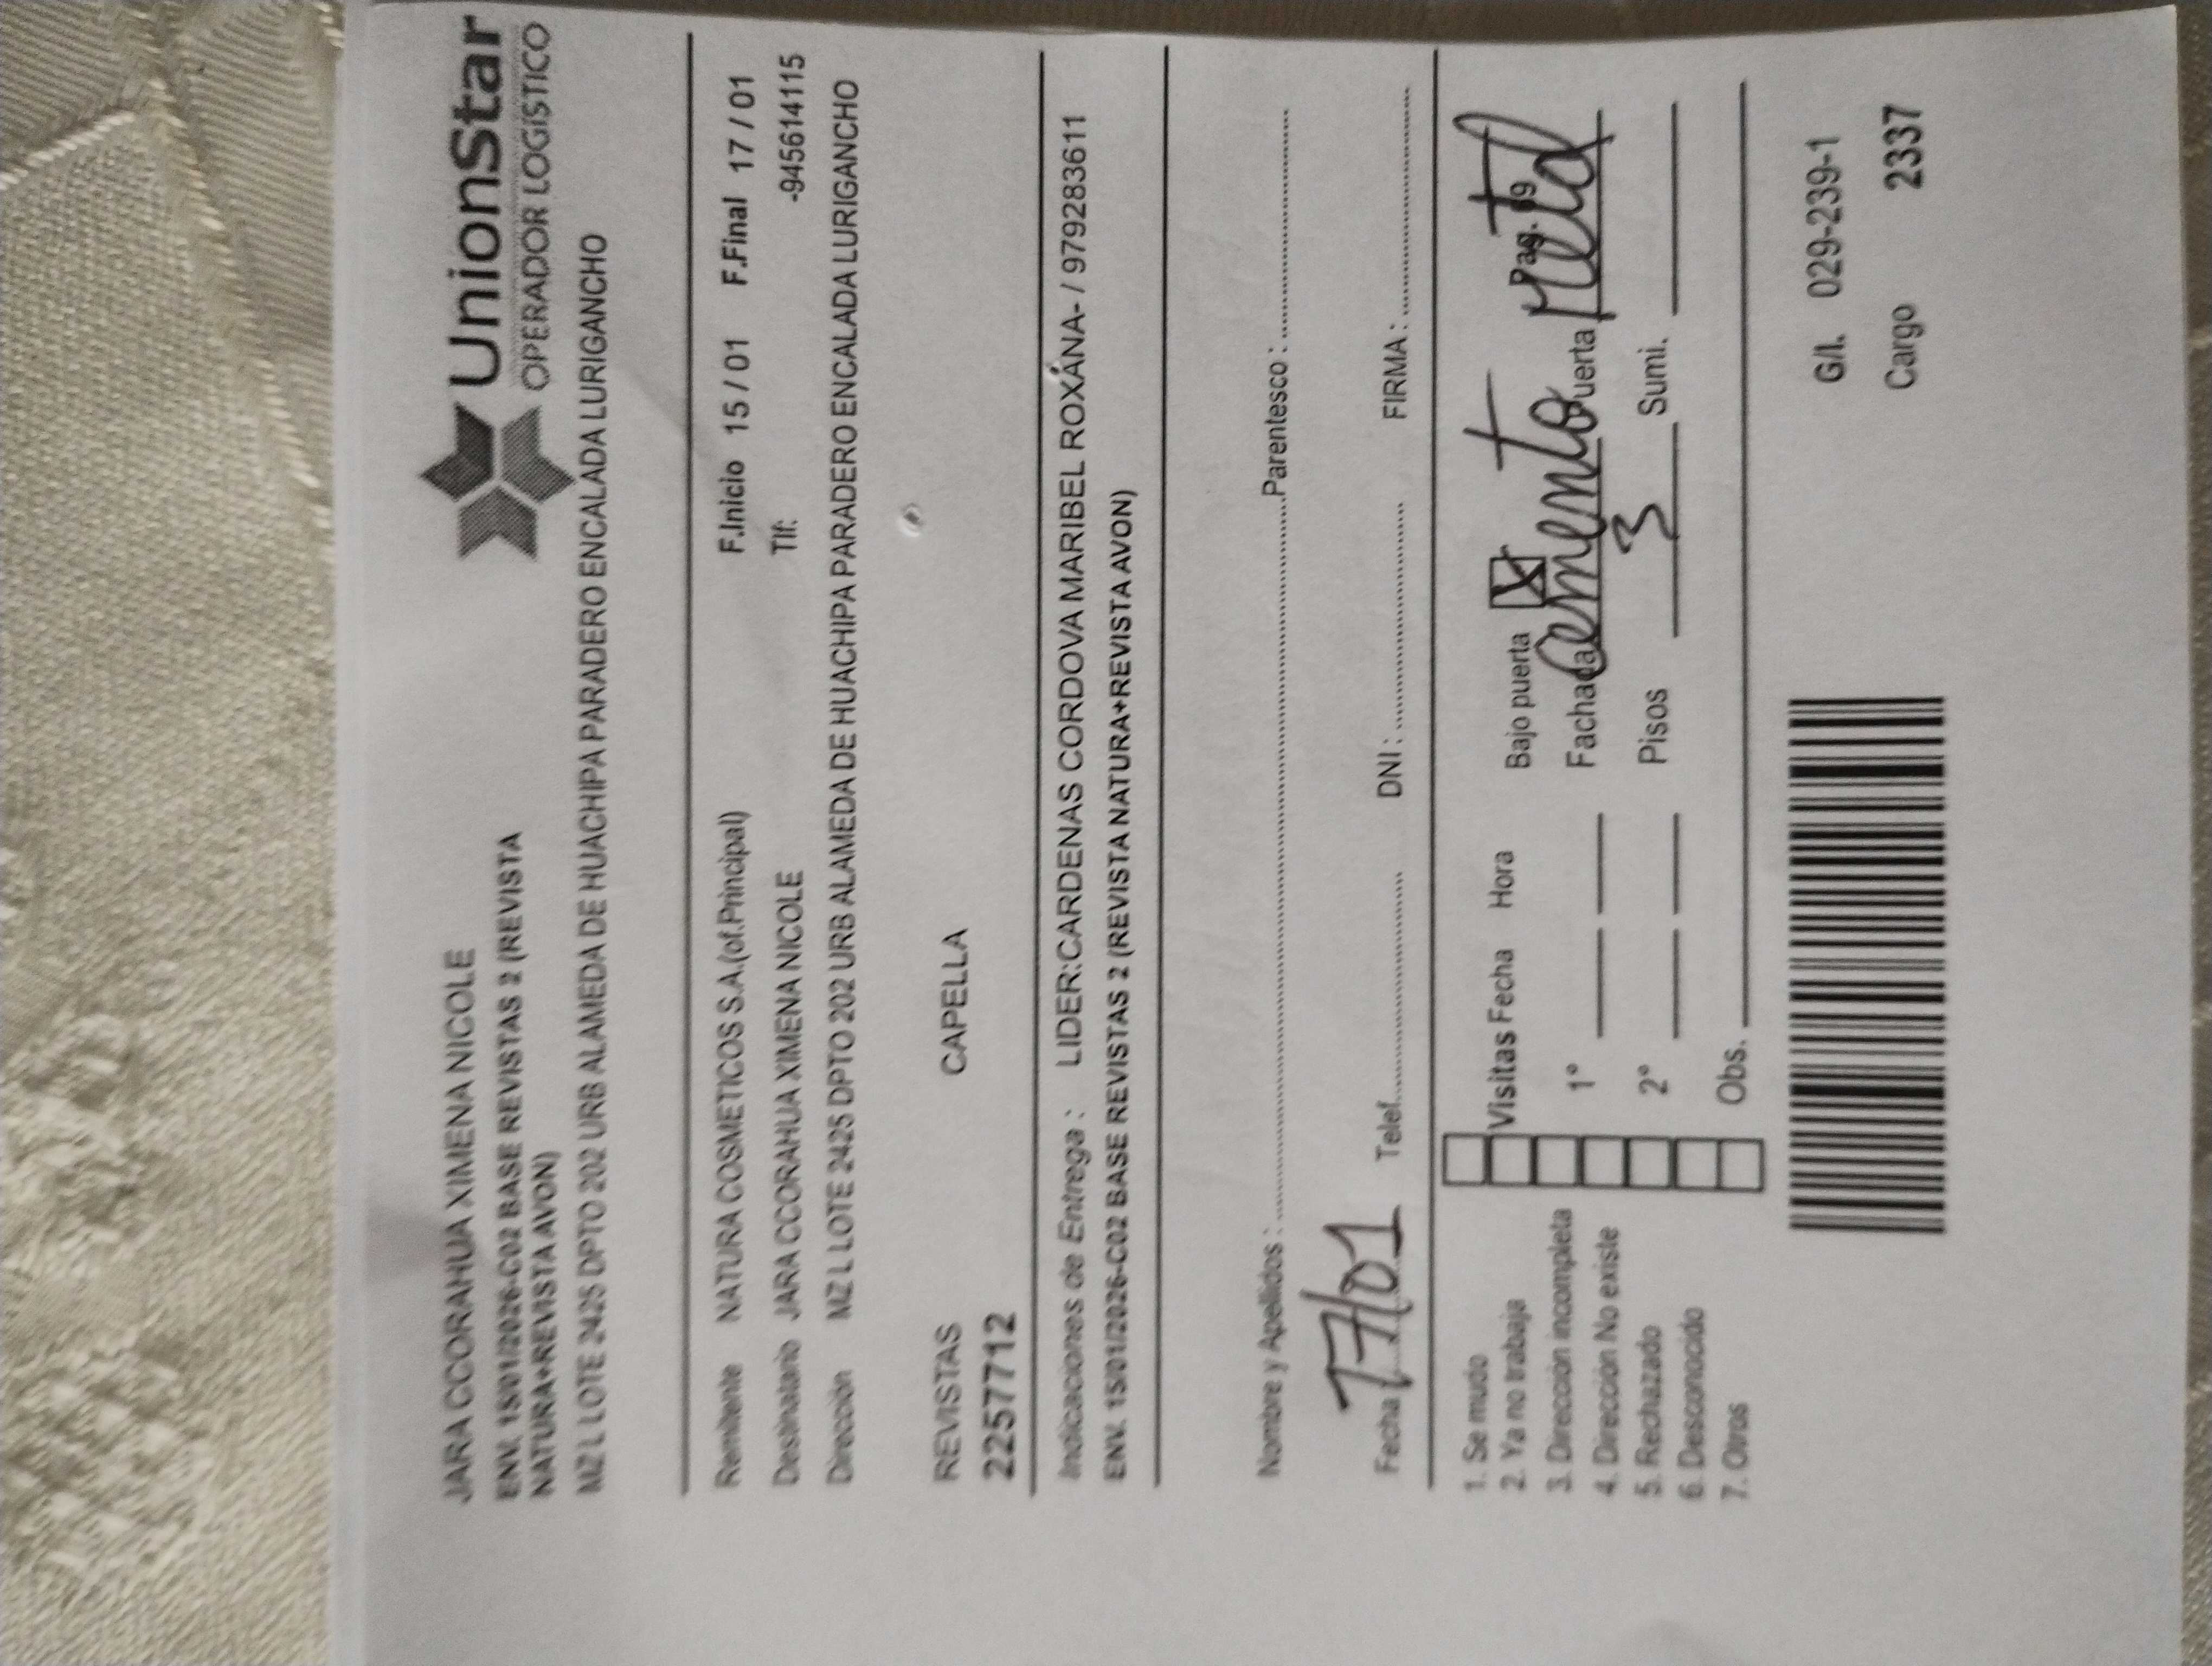 JARA CCORAHUA XIMENA NICOLE
ENV. 15/01/2026-C02 BASE REVISTAS 2 (REVISTA
NATURA+REVISTA AVON)
MZ L LOTE 2425 DPTO 202 URB ALAMEDA DE HUACHIPA PARADERO ENCALADA LURIGANCHO
UnionStar
OPERADOR LOGÍSTICO
Remitente NATURA COSMETICOS S.A.(of.Principal) F.Inicio 15 / 01 F.Final 17 / 01
Destinatario JARA CCORAHUA XIMENA NICOLE Tlf: -945614115
Dirección MZ L LOTE 2425 DPTO 202 URB ALAMEDA DE HUACHIPA PARADERO ENCALADA LURIGANCHO
REVISTAS CAPELLA
22577712
Indicaciones de Entrega : LIDER:CARDENAS CORDOVA MARIBEL ROXANA- / 979283611
ENV. 15/01/2026-C02 BASE REVISTAS 2 (REVISTA NATURA+REVISTA AVON)
Nombre y Apellidos : Parentesco :
Fecha 17/01 Telef. DNI : FIRMA :
1. Se mudo
2. Ya no trabaja
3. Dirección incompleta
4. Dirección No existe
5. Rechazado
6. Desconocido
7. Otros
Visitas Fecha Hora Bajo puerta X Pag. 69
1° Fachada cemento Puerta Metal
2° Pisos 3 Sumi.
Obs.
G/l. 029-239-1
Cargo 2337